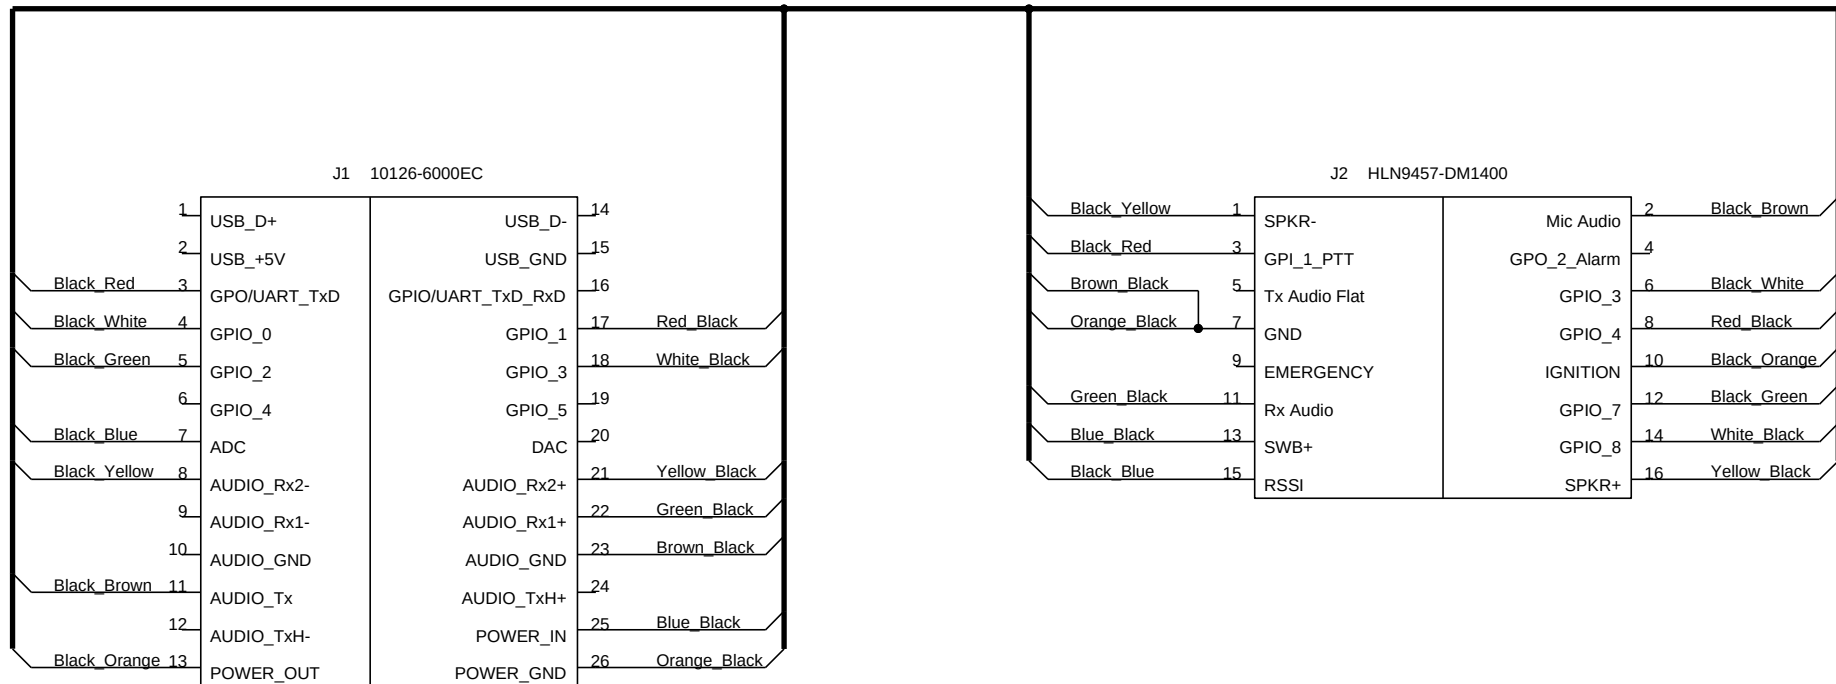 J1 10126-6000EC
1 USB_D+ USB_D- 14
2 USB_+5V USB_GND 15
Black_Red 3 GPO/UART_TxD GPIO/UART_TxD_RxD 16
Black_White 4 GPIO_0 GPIO_1 17 Red_Black
Black_Green 5 GPIO_2 GPIO_3 18 White_Black
6 GPIO_4 GPIO_5 19
Black_Blue 7 ADC DAC 20
Black_Yellow 8 AUDIO_Rx2- AUDIO_Rx2+ 21 Yellow_Black
9 AUDIO_Rx1- AUDIO_Rx1+ 22 Green_Black
10 AUDIO_GND AUDIO_GND 23 Brown_Black
Black_Brown 11 AUDIO_Tx AUDIO_TxH+ 24
12 AUDIO_TxH- POWER_IN 25 Blue_Black
Black_Orange 13 POWER_OUT POWER_GND 26 Orange_Black
J2 HLN9457-DM1400
Black_Yellow 1 SPKR- Mic Audio 2 Black_Brown
Black_Red 3 GPI_1_PTT GPO_2_Alarm 4
Brown_Black 5 Tx Audio Flat GPIO_3 6 Black_White
Orange_Black 7 GND GPIO_4 8 Red_Black
9 EMERGENCY IGNITION 10 Black_Orange
Green_Black 11 Rx Audio GPIO_7 12 Black_Green
Blue_Black 13 SWB+ GPIO_8 14 White_Black
Black_Blue 15 RSSI SPKR+ 16 Yellow_Black